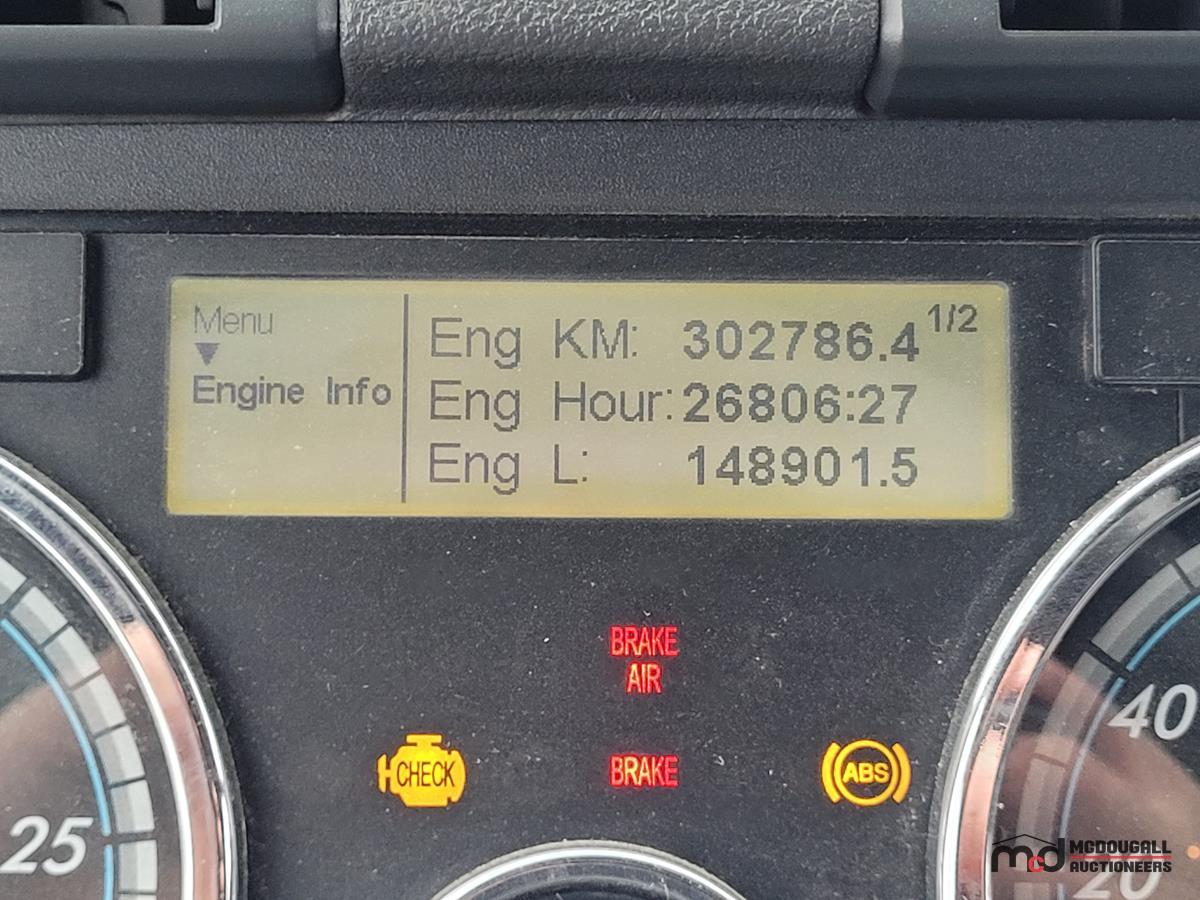 Menu
Engine Info
Eng KM: 302786.4 1/2
Eng Hour: 26806:27
Eng L: 148901.5
BRAKE
AIR
CHECK
BRAKE
ABS
25
40
20
mcd MCDOUGALL
AUCTIONEERS